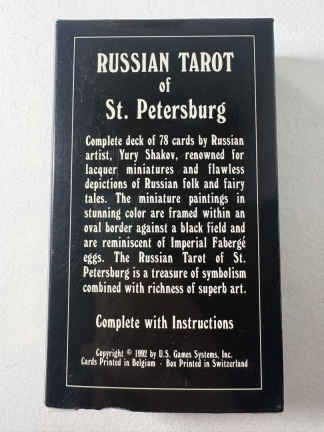 RUSSIAN TAROT
of
St. Petersburg
Complete deck of 78 cards by Russian
artist, Yury Shakov, renowned for
lacquer miniatures and flawless
depictions of Russian folk and fairy
tales. The miniature paintings in
stunning color are framed within an
oval border against a black field and
are reminiscent of Imperial Fabergé
eggs. The Russian Tarot of St.
Petersburg is a treasure of symbolism
combined with richness of superb art.
Complete with Instructions
Copyright © 1992 by U.S. Games Systems, Inc.
Cards Printed in Belgium - Box Printed in Switzerland